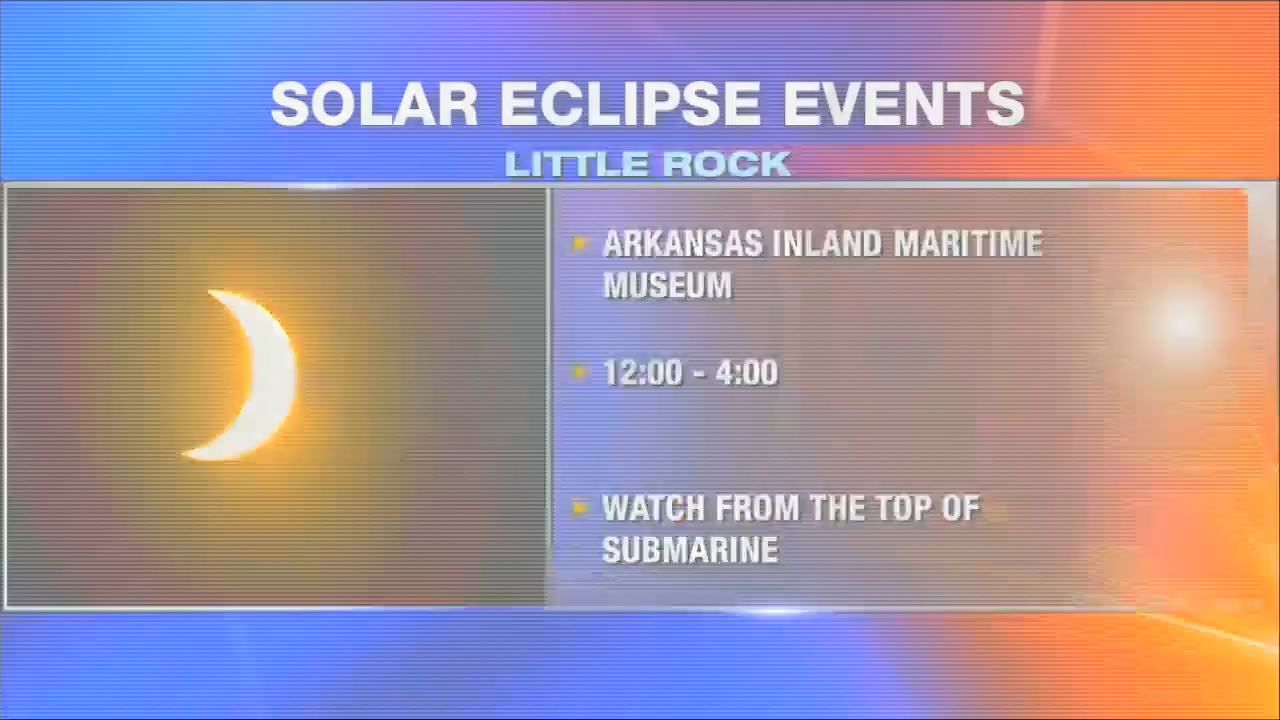 SOLAR ECLIPSE EVENTS
LITTLE ROCK
ARKANSAS INLAND MARITIME
MUSEUM
12:00 - 4:00
WATCH FROM THE TOP OF
SUBMARINE